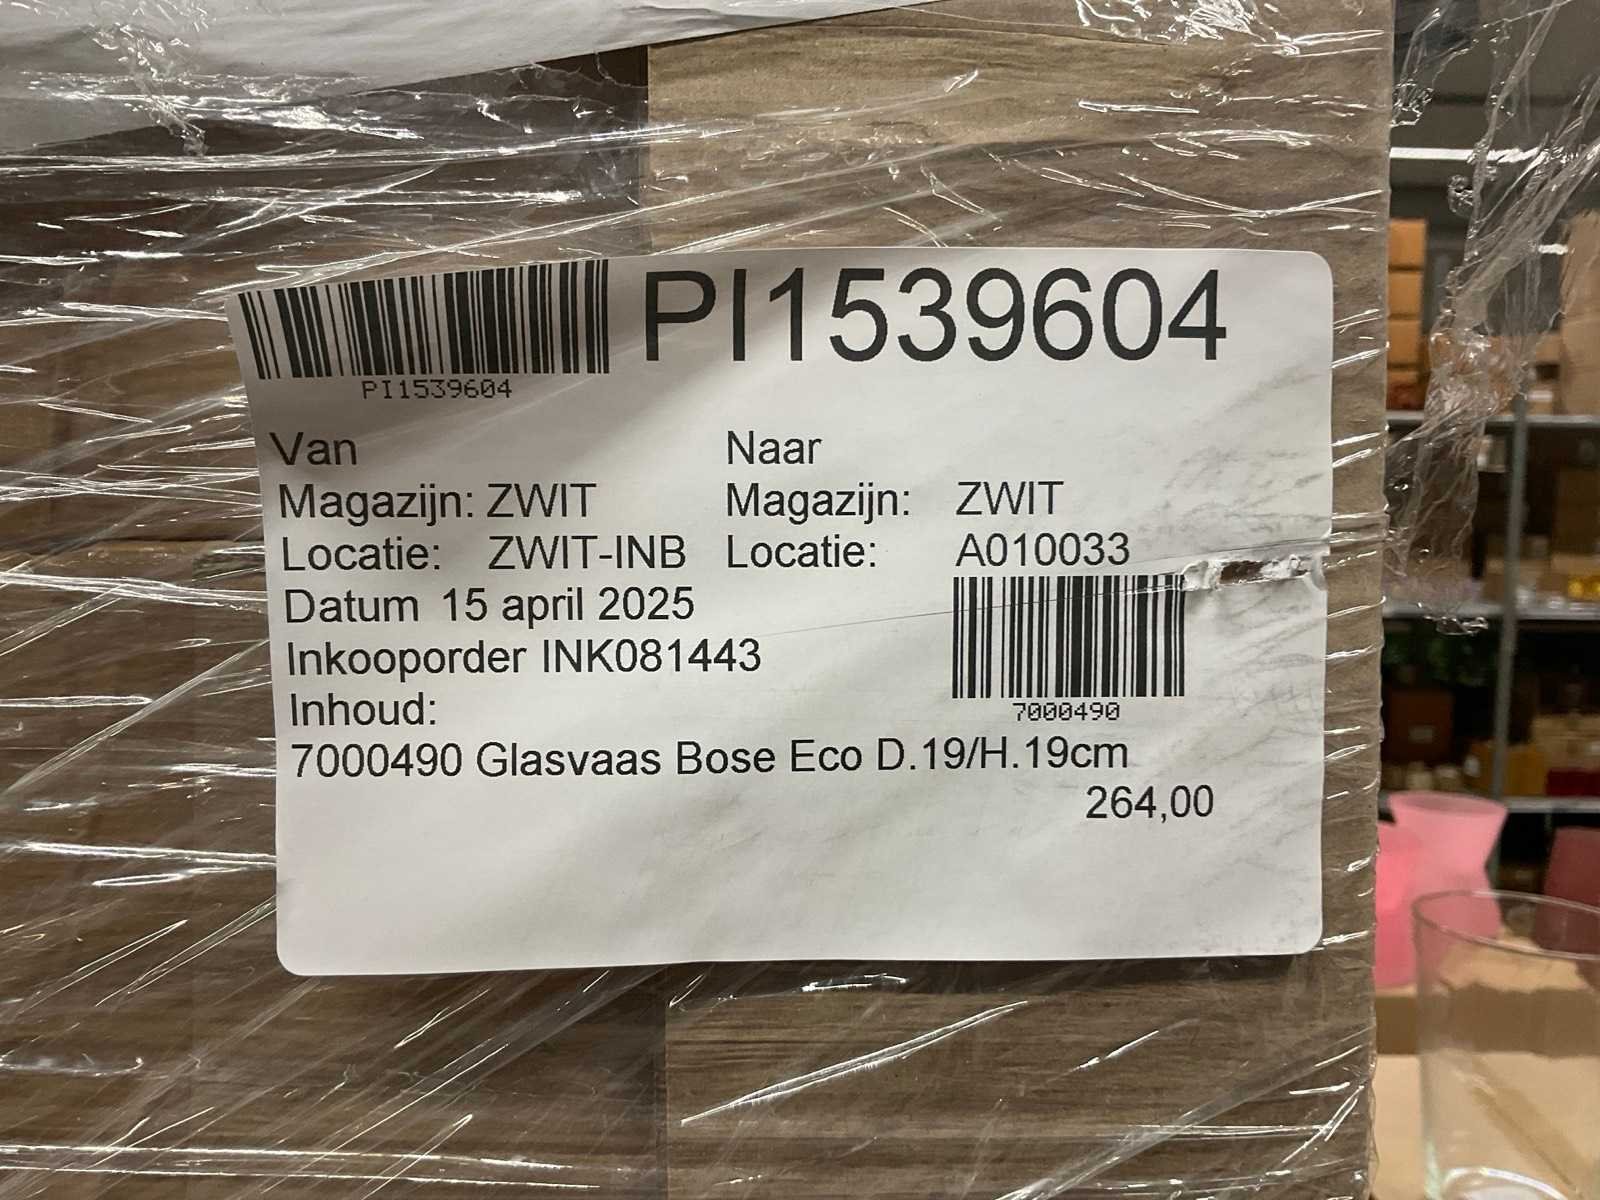 PI1539604
PI1539604
Van Naar
Magazijn: ZWIT Magazijn: ZWIT
Locatie: ZWIT-INB Locatie: A010033
Datum 15 april 2025
Inkooporder INK081443
Inhoud:
7000490
7000490 Glasvaas Bose Eco D.19/H.19cm
264,00